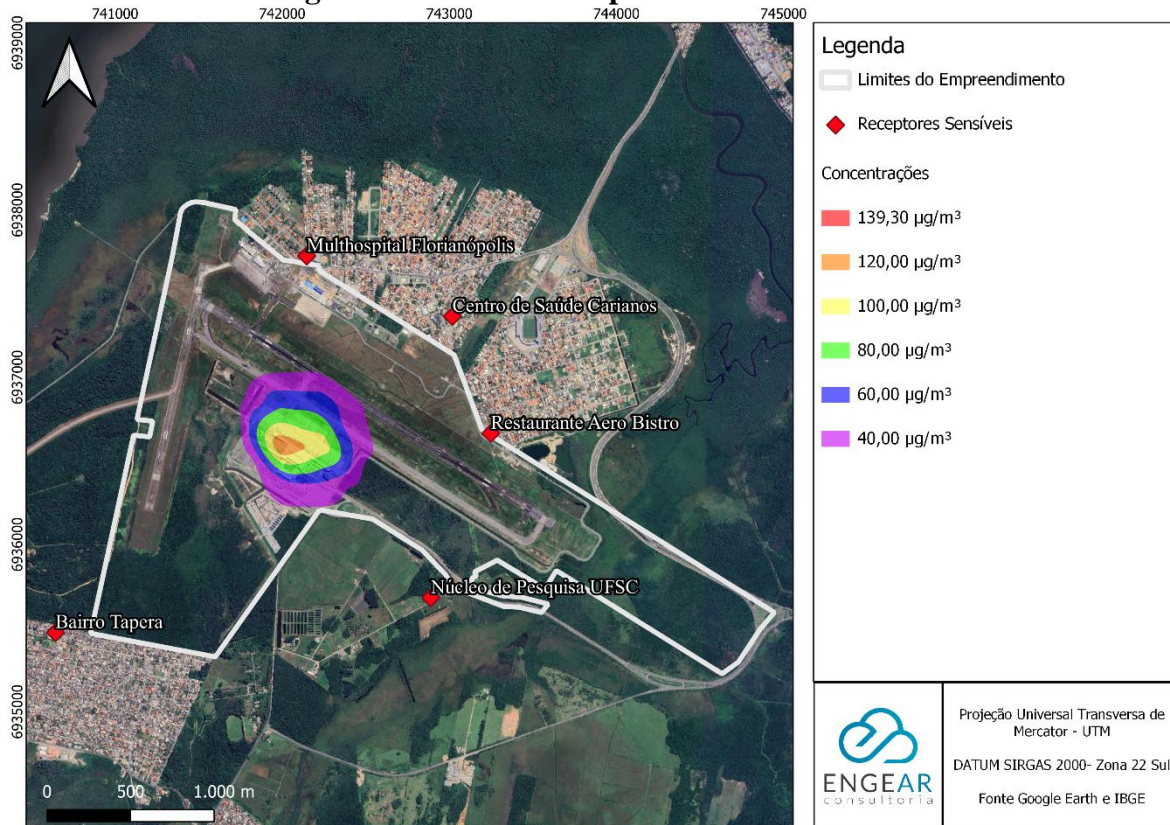 741000
742000
743000
744000
745000
6939000
6938000
6937000
6936000
6935000
Multhospital Florianópolis
Centro de Saúde Carianos
Restaurante Aero Bistro
Núcleo de Pesquisa UFSC
Bairro Tapera
0 500 1.000 m
Legenda
Limites do Empreendimento
Receptores Sensíveis
Concentrações
139,30 µg/m³
120,00 µg/m³
100,00 µg/m³
80,00 µg/m³
60,00 µg/m³
40,00 µg/m³
ENGEAR
consultoria
Projeção Universal Transversa de
Mercator - UTM
DATUM SIRGAS 2000- Zona 22 Sul
Fonte Google Earth e IBGE